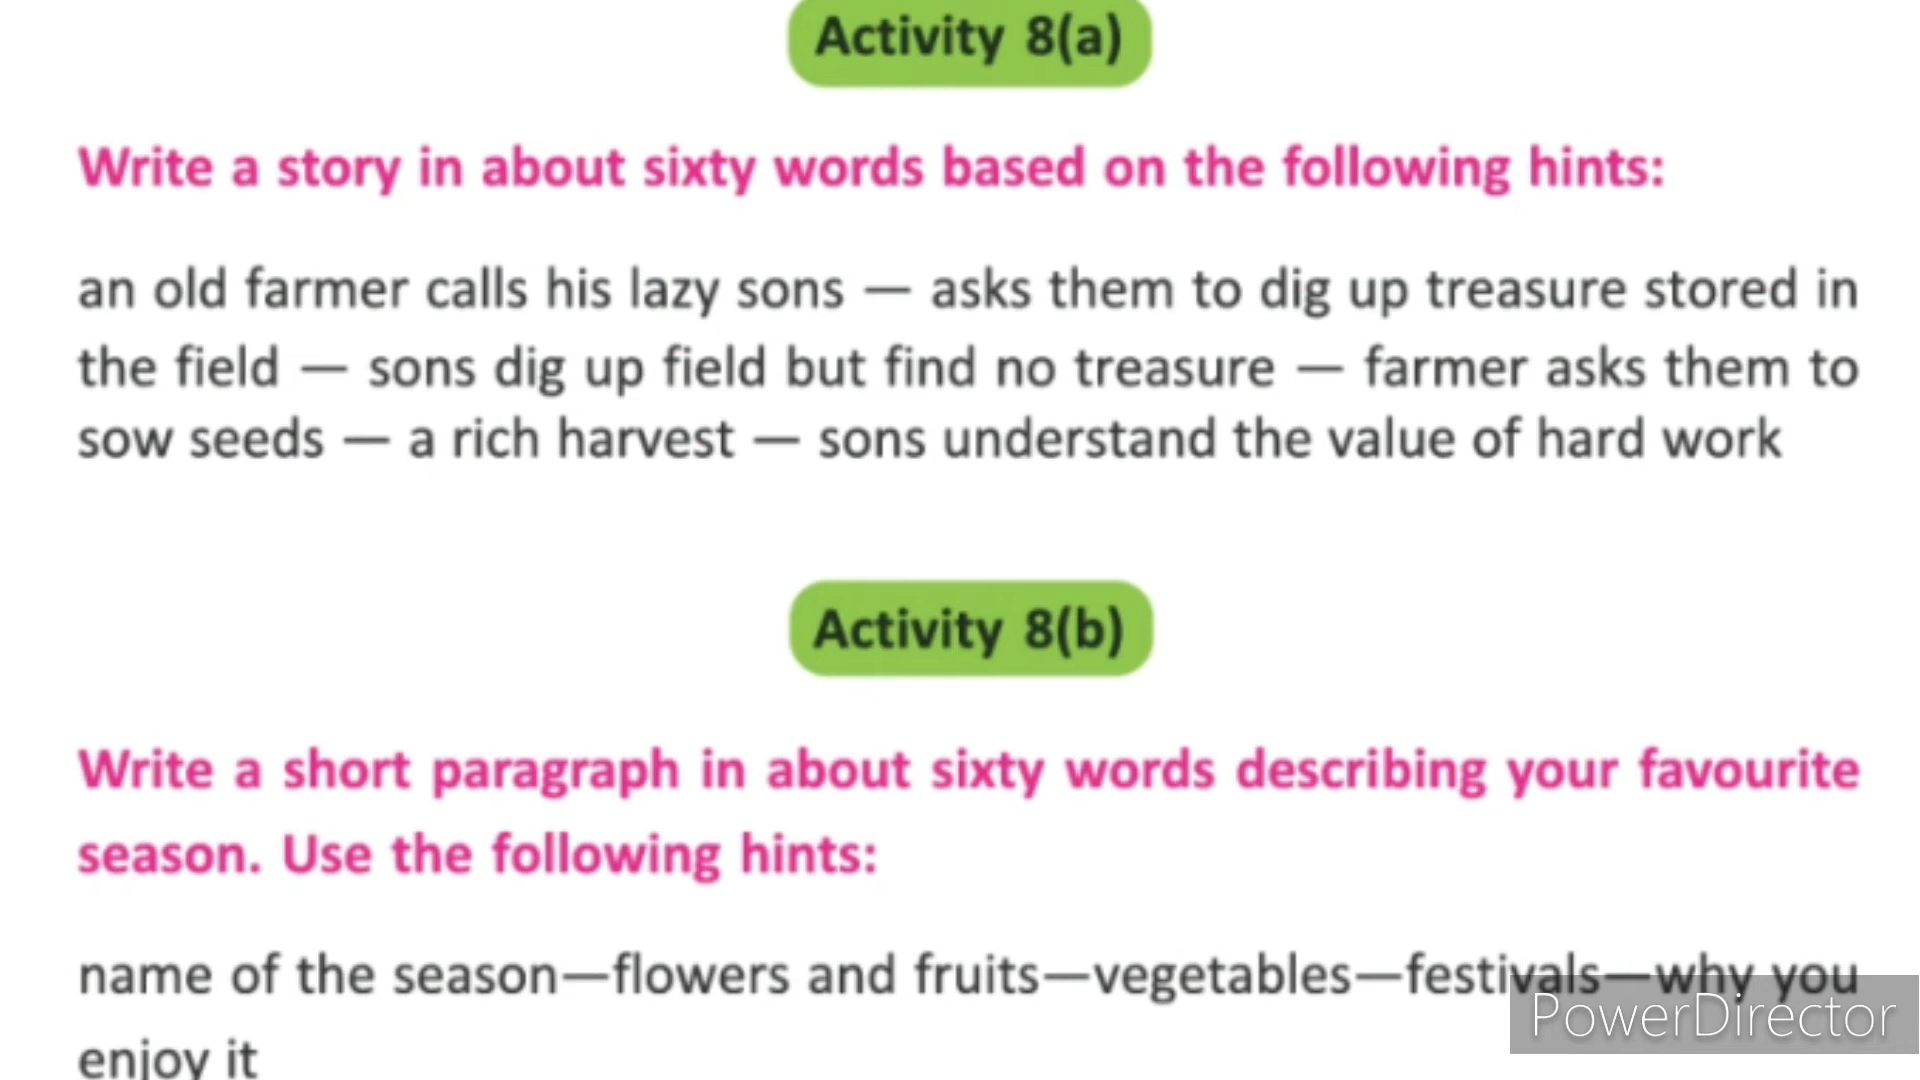 Activity 8(a)
Write a story in about sixty words based on the following hints:
an old farmer calls his lazy sons — asks them to dig up treasure stored in
the field — sons dig up field but find no treasure — farmer asks them to
sow seeds — a rich harvest — sons understand the value of hard work
Activity 8(b)
Write a short paragraph in about sixty words describing your favourite
season. Use the following hints:
name of the season—flowers and fruits—vegetables—festivals—why you
enjoy it
PowerDirector